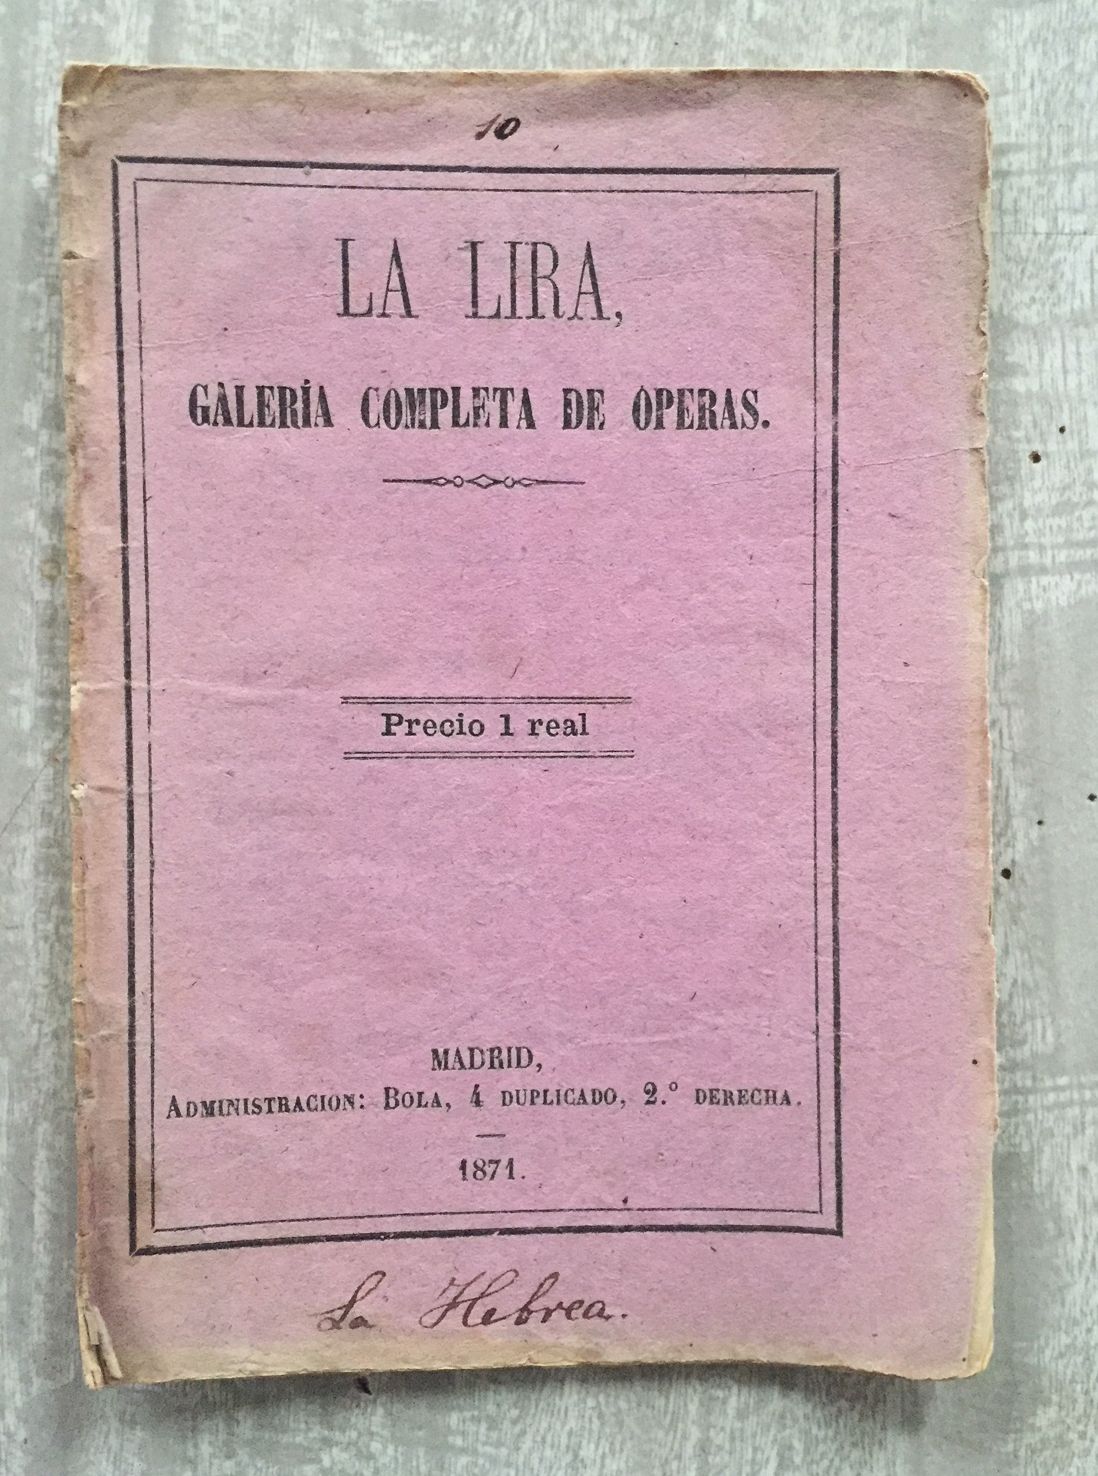 10
LA LIRA,
GALERÍA COMPLETA DE ÓPERAS.
Precio 1 real
MADRID,
ADMINISTRACION: BOLA, 4 DUPLICADO, 2.º DERECHA.
1871.
La Hebrea.